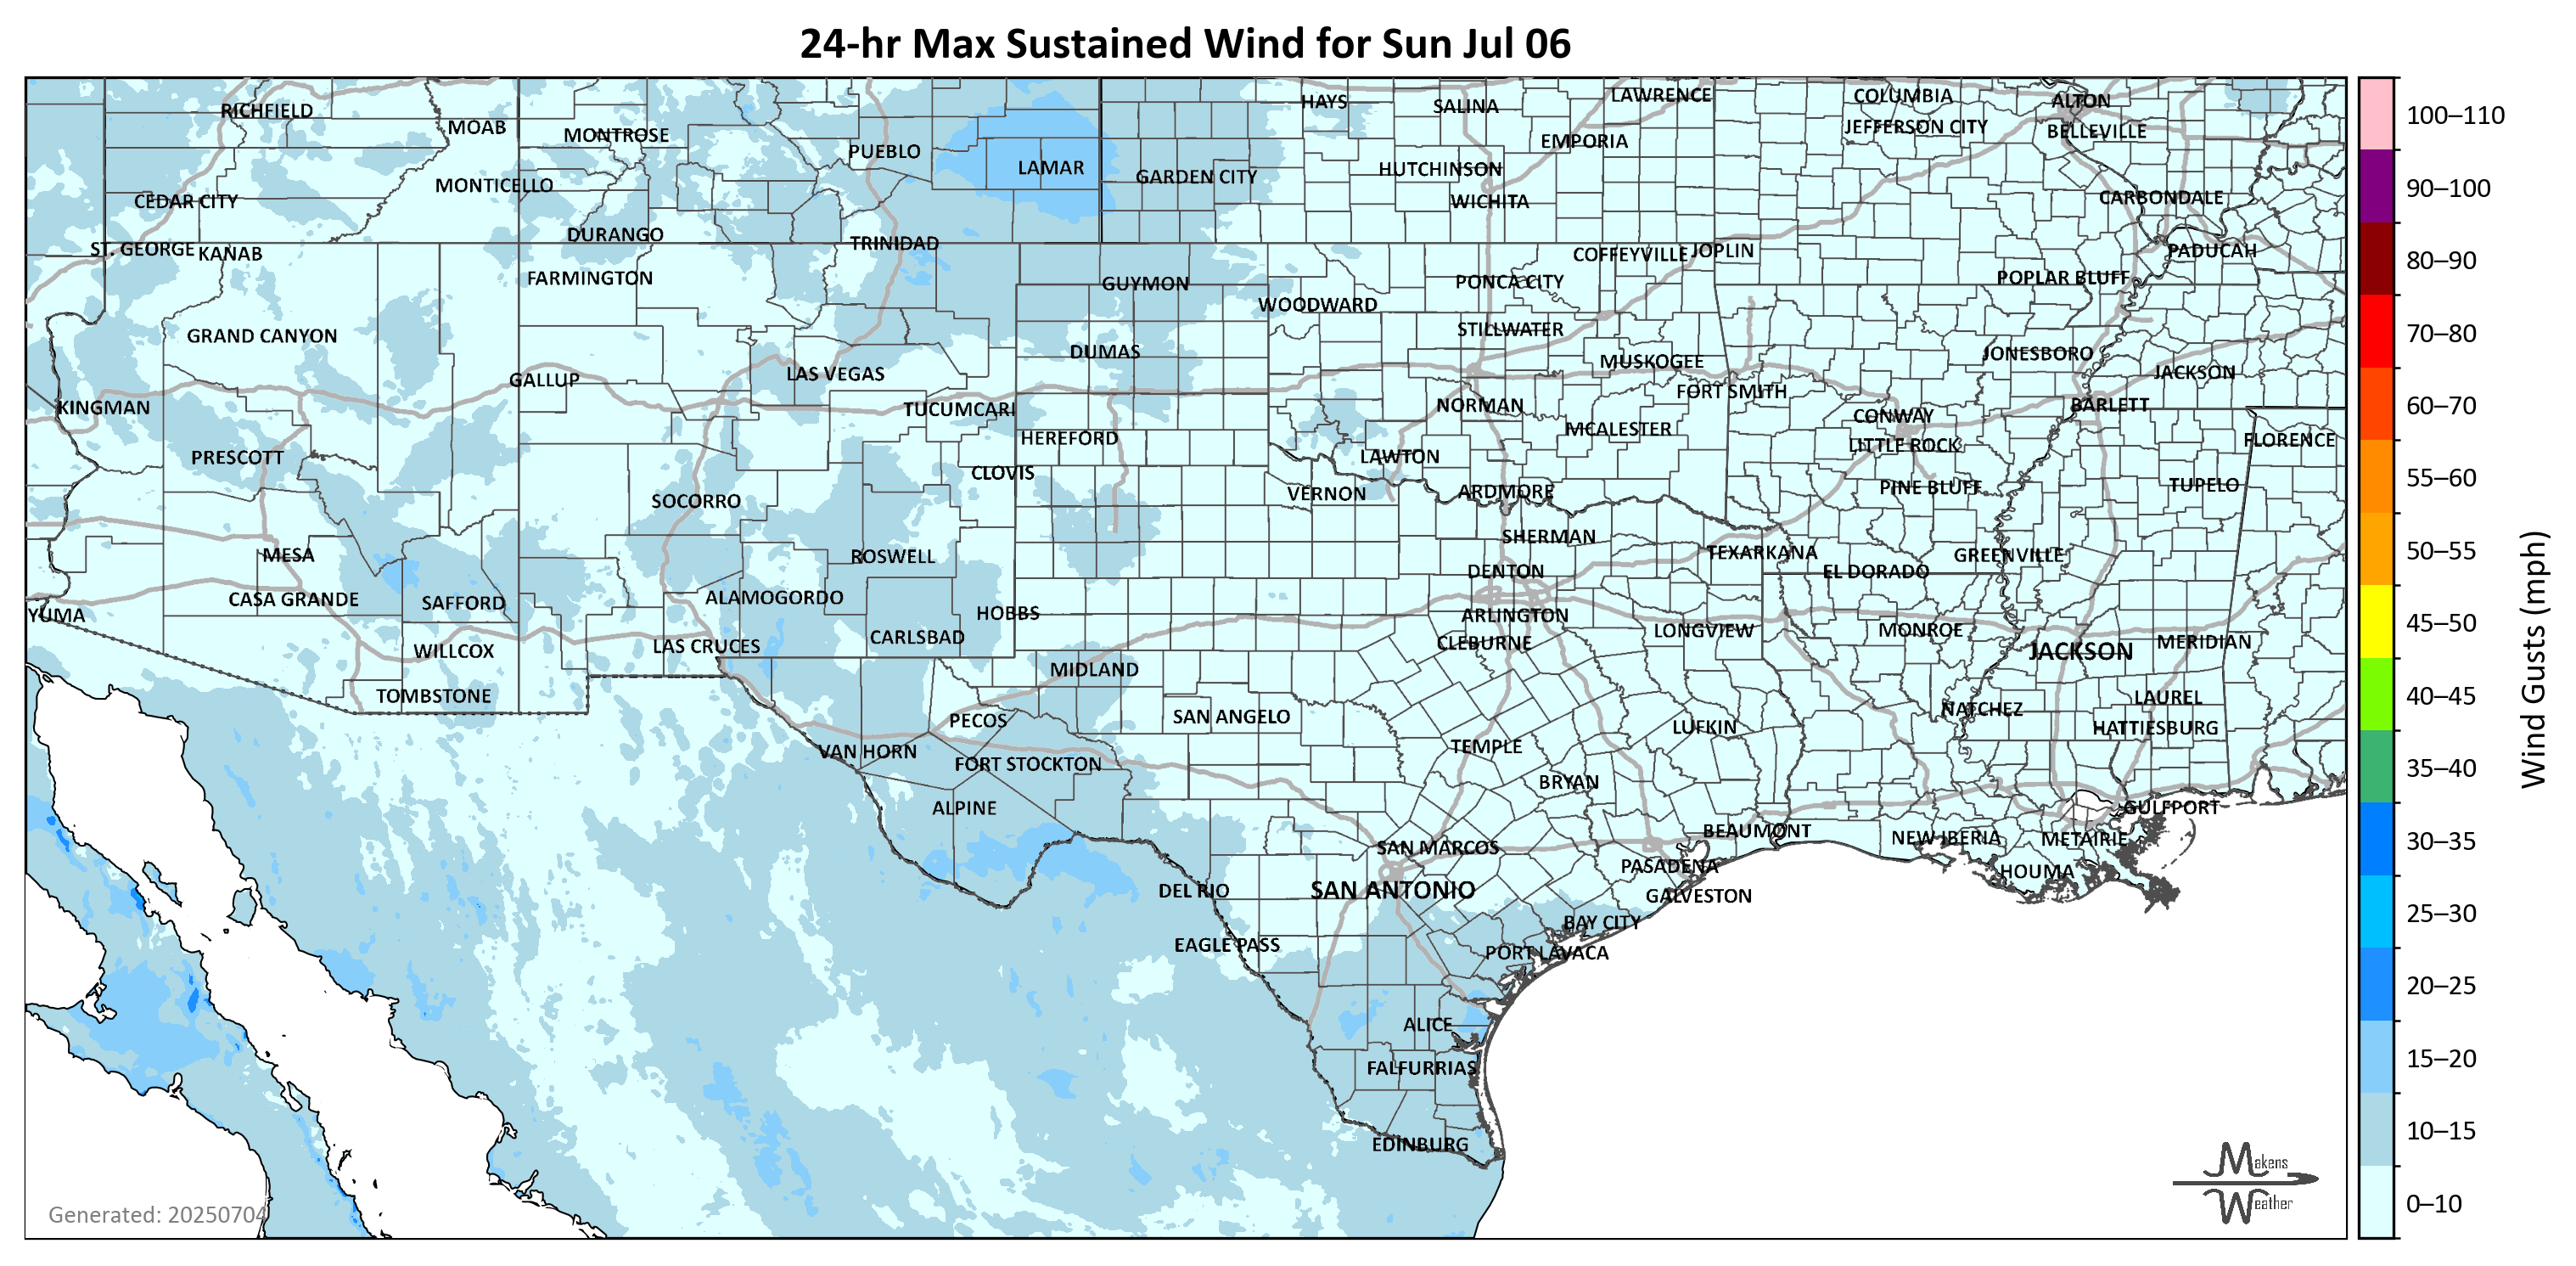 24-hr Max Sustained Wind for Sun Jul 06
RICHFIELD
MOAB
MONTROSE
PUEBLO
LAMAR
HAYS
SALINA
LAWRENCE
COLUMBIA
ALTON
EMPORIA
JEFFERSON CITY
BELLEVILLE
CEDAR CITY
MONTICELLO
GARDEN CITY
HUTCHINSON
WICHITA
CARBONDALE
ST. GEORGE
KANAB
DURANGO
TRINIDAD
COFFEYVILLE
JOPLIN
PADUCAH
FARMINGTON
GUYMON
PONCA CITY
POPLAR BLUFF
WOODWARD
GRAND CANYON
STILLWATER
DUMAS
MUSKOGEE
JONESBORO
GALLUP
LAS VEGAS
FORT SMITH
JACKSON
KINGMAN
TUCUMCARI
NORMAN
CONWAY
BARLETT
HEREFORD
MCALESTER
LITTLE ROCK
FLORENCE
PRESCOTT
CLOVIS
LAWTON
SOCORRO
VERNON
ARDMORE
PINE BLUFF
TUPELO
MESA
ROSWELL
SHERMAN
TEXARKANA
GREENVILLE
DENTON
EL DORADO
YUMA
CASA GRANDE
SAFFORD
ALAMOGORDO
HOBBS
ARLINGTON
WILLCOX
LAS CRUCES
CARLSBAD
CLEBURNE
LONGVIEW
MONROE
JACKSON
MERIDIAN
TOMBSTONE
MIDLAND
LAUREL
PECOS
SAN ANGELO
LUFKIN
NATCHEZ
HATTIESBURG
VAN HORN
FORT STOCKTON
TEMPLE
BRYAN
ALPINE
GULFPORT
SAN MARCOS
BEAUMONT
NEW IBERIA
METAIRIE
DEL RIO
SAN ANTONIO
PASADENA
GALVESTON
HOUMA
EAGLE PASS
BAY CITY
PORT LAVACA
ALICE
FALFURRIAS
EDINBURG
Generated: 20250704
Makens
Weather
100–110
90–100
80–90
70–80
60–70
55–60
50–55
45–50
40–45
35–40
30–35
25–30
20–25
15–20
10–15
0–10
Wind Gusts (mph)